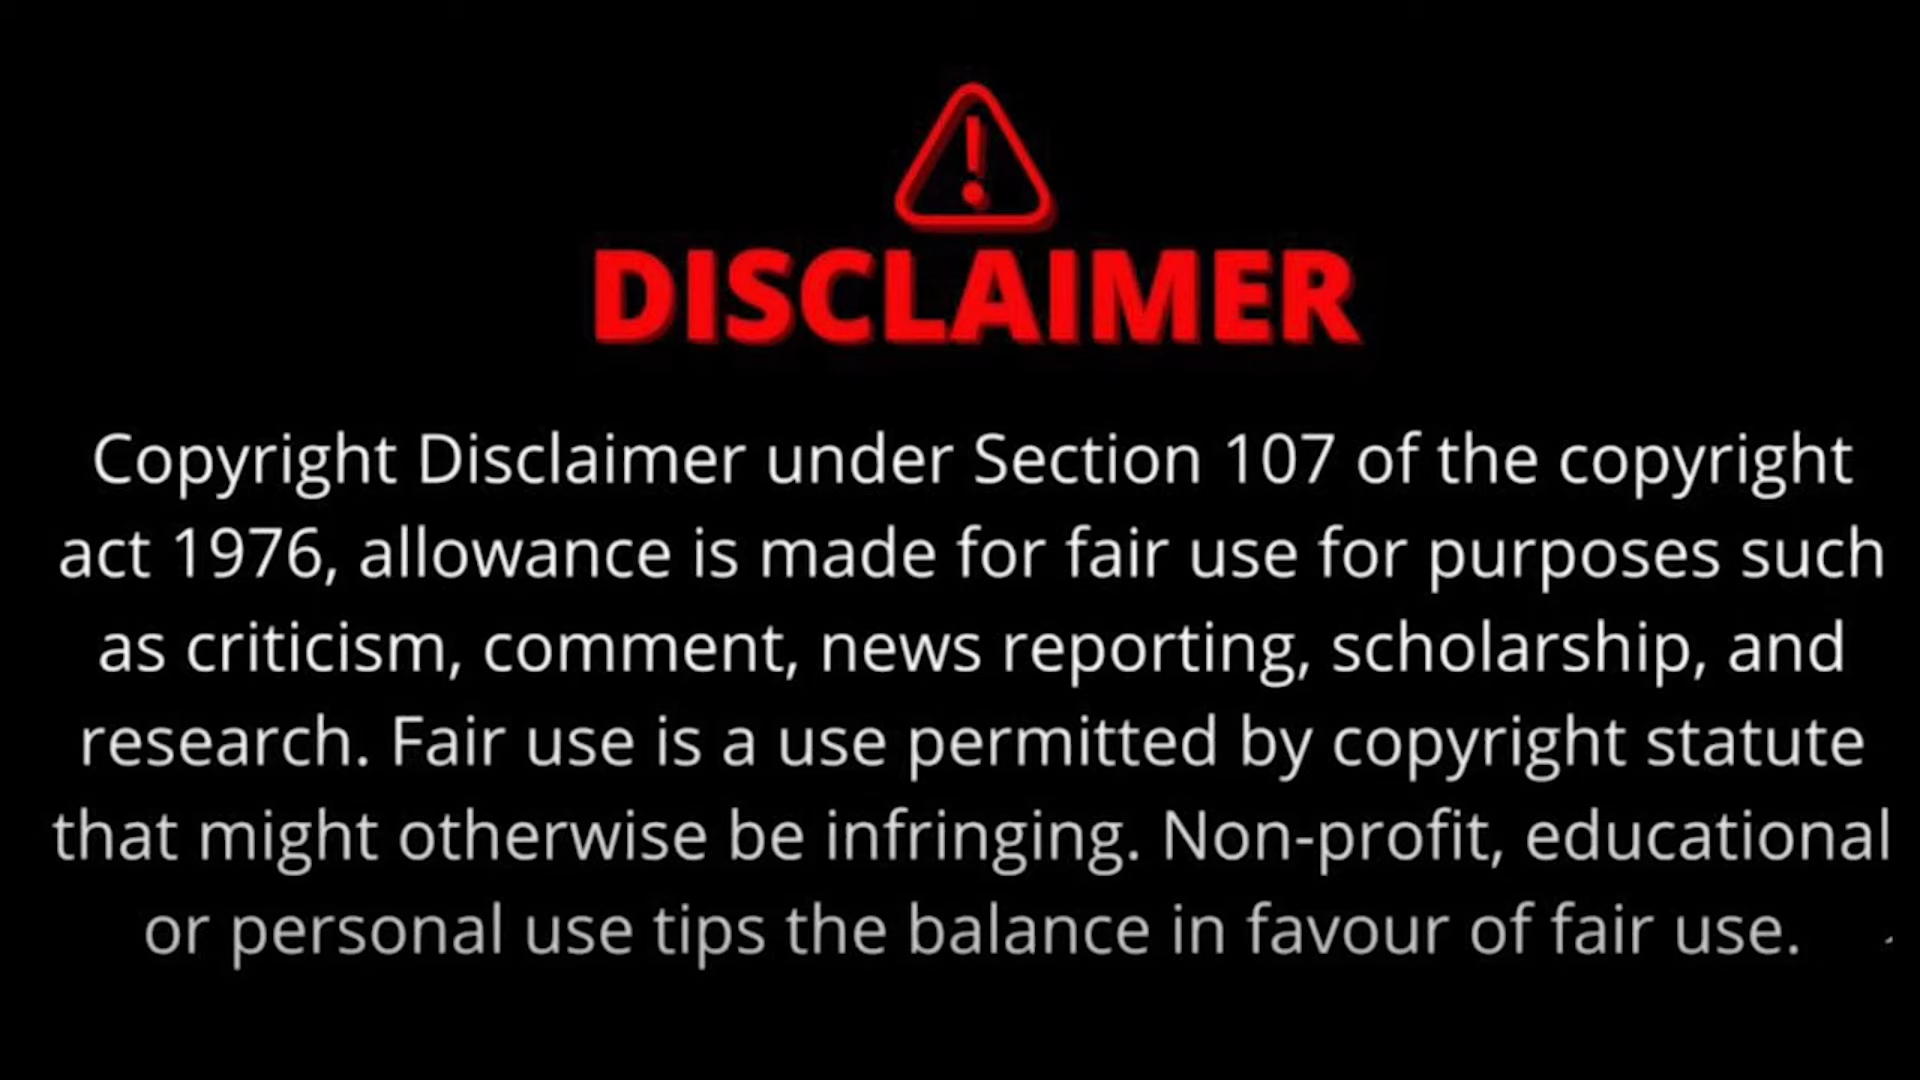 DISCLAIMER
Copyright Disclaimer under Section 107 of the copyright
act 1976, allowance is made for fair use for purposes such
as criticism, comment, news reporting, scholarship, and
research. Fair use is a use permitted by copyright statute
that might otherwise be infringing. Non-profit, educational
or personal use tips the balance in favour of fair use.